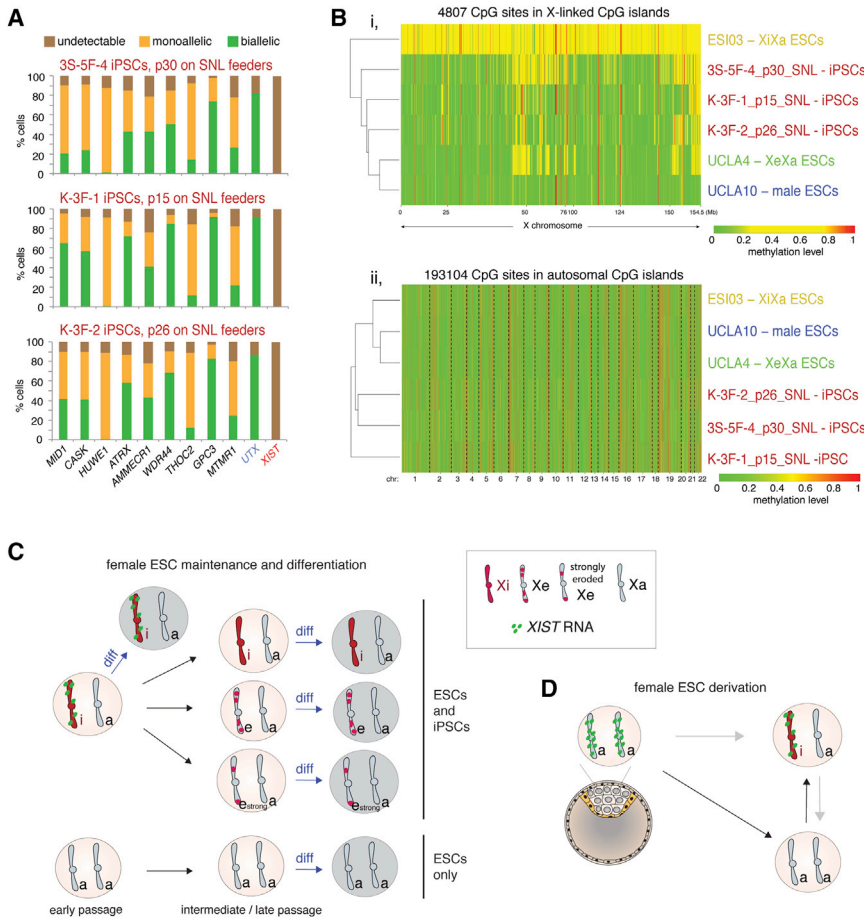 A
undetectable monoallelic biallelic
3S-5F-4 iPSCs, p30 on SNL feeders
% cells
100
80
60
40
20
0
K-3F-1 iPSCs, p15 on SNL feeders
% cells
100
80
60
40
20
0
K-3F-2 iPSCs, p26 on SNL feeders
% cells
100
80
60
40
20
0
MID1 CASK HUWE1 ATRX AMMECR1 WDR44 THOC2 GPC3 MTMR1 UTX XIST
B
i,
4807 CpG sites in X-linked CpG islands
ESI03 – XiXa ESCs
3S-5F-4_p30_SNL - iPSCs
K-3F-1_p15_SNL - iPSCs
K-3F-2_p26_SNL - iPSCs
UCLA4 – XeXa ESCs
UCLA10 – male ESCs
0 25 50 76 100 124 150 154.5 (Mb)
X chromosome
0 0.2 0.4 0.6 0.8 1
methylation level
ii,
193104 CpG sites in autosomal CpG islands
ESI03 – XiXa ESCs
UCLA10 – male ESCs
UCLA4 – XeXa ESCs
K-3F-2_p26_SNL - iPSCs
3S-5F-4_p30_SNL - iPSCs
K-3F-1_p15_SNL -iPSC
chr: 1 2 3 4 5 6 7 8 9 10 11 12 13 14 15 16 17 18 19 20 21 22
0 0.2 0.4 0.6 0.8 1
methylation level
C
female ESC maintenance and differentiation
i a
diff
i a
i a
diff
i a
e a
diff
e a
estrong a
diff
estrong a
ESCs
and
iPSCs
a a
a a
diff
a a
ESCs
only
early passage
intermediate / late passage
Xi
Xe
strongly
eroded
Xe
Xa
XIST RNA
D
female ESC derivation
a a
i a
a a